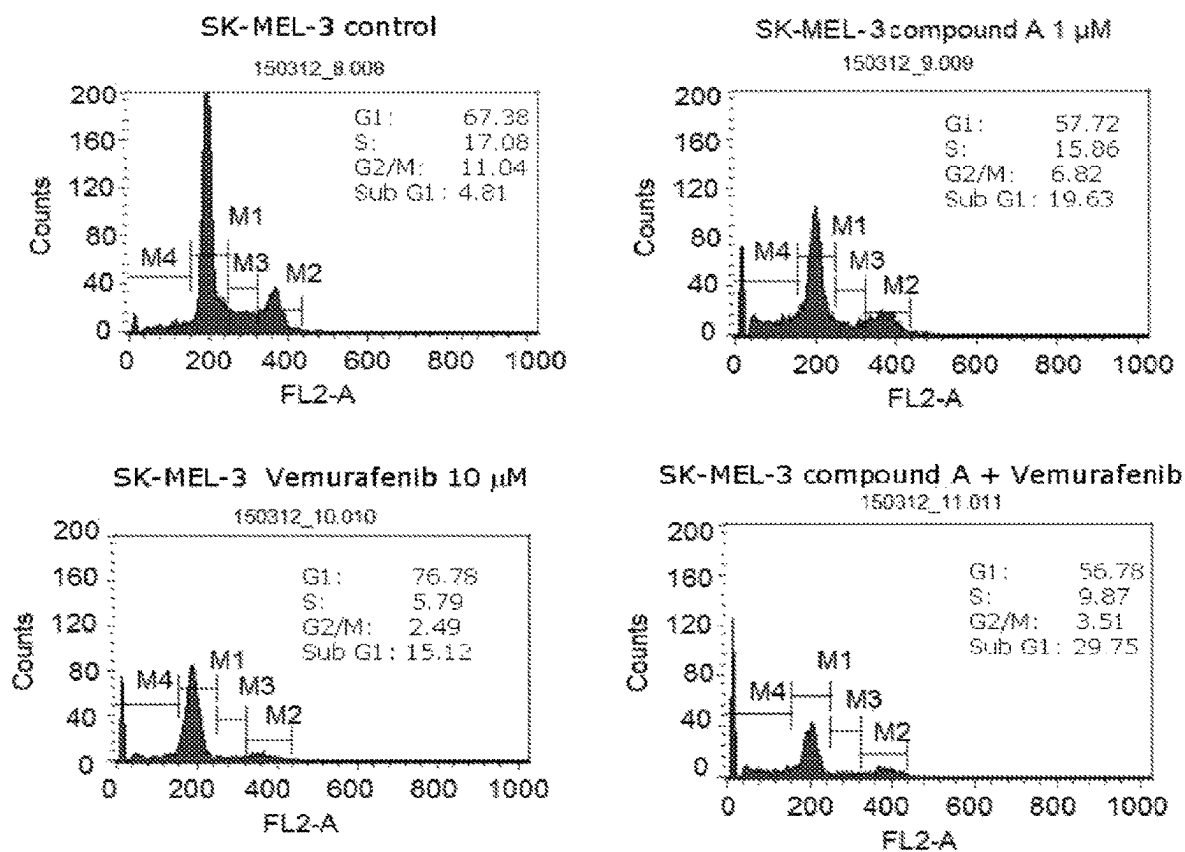 SK-MEL-3 control
150312_8.008
200
160
120
80
40
0
Counts
G1: 67.38
S: 17.08
G2/M: 11.04
Sub G1: 4.81
M1
M4
M3
M2
0 200 400 600 800 1000
FL2-A
SK-MEL-3 compound A 1 µM
150312_9.009
200
160
120
80
40
0
Counts
G1: 57.72
S: 15.86
G2/M: 6.82
Sub G1: 19.63
M1
M4
M3
M2
0 200 400 600 800 1000
FL2-A
SK-MEL-3 Vemurafenib 10 µM
150312_10.010
200
160
120
80
40
0
Counts
G1: 76.78
S: 5.79
G2/M: 2.49
Sub G1: 15.12
M1
M4
M3
M2
0 200 400 600 800 1000
FL2-A
SK-MEL-3 compound A + Vemurafenib
150312_11.011
200
160
120
80
40
0
Counts
G1: 56.78
S: 9.87
G2/M: 3.51
Sub G1: 29.75
M1
M4
M3
M2
0 200 400 600 800 1000
FL2-A